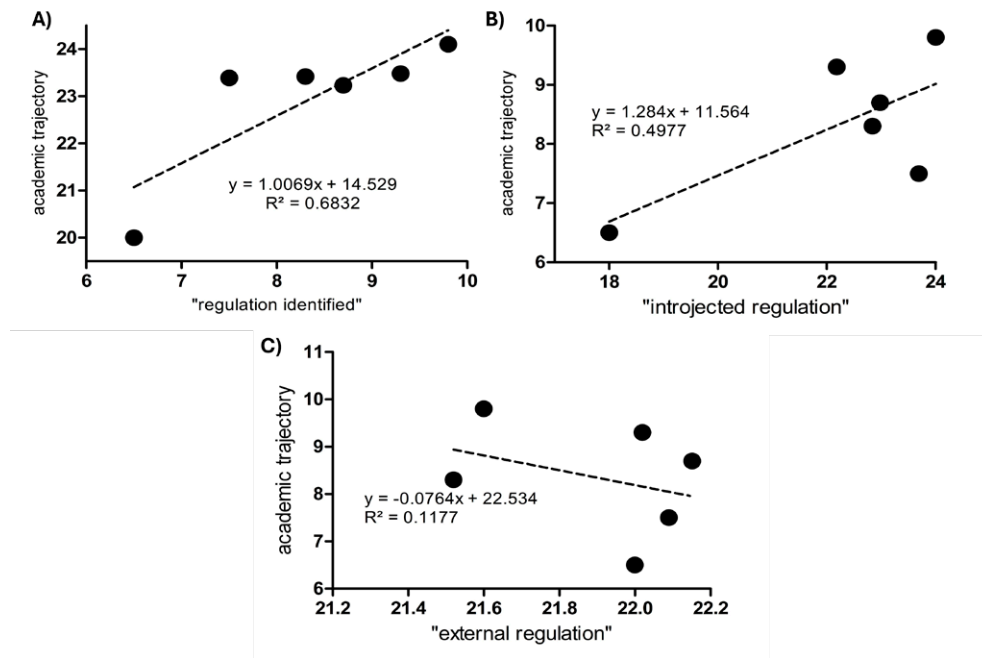 A)
academic trajectory
24
23
22
21
20
y = 1.0069x + 14.529
R² = 0.6832
6 7 8 9 10
"regulation identified"
B)
academic trajectory
10
9
8
7
6
y = 1.284x + 11.564
R² = 0.4977
18 20 22 24
"introjected regulation"
C)
academic trajectory
11
10
9
8
7
6
y = -0.0764x + 22.534
R² = 0.1177
21.2 21.4 21.6 21.8 22.0 22.2
"external regulation"